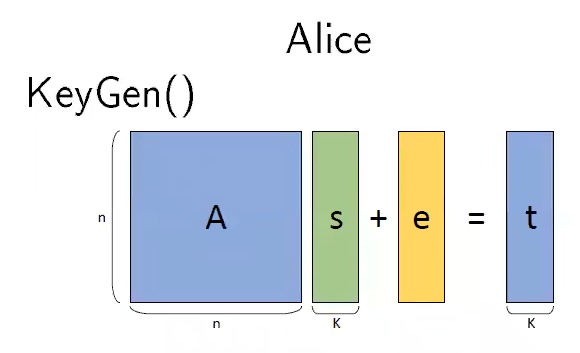 Alice
KeyGen()
n A s + e = t
n K K